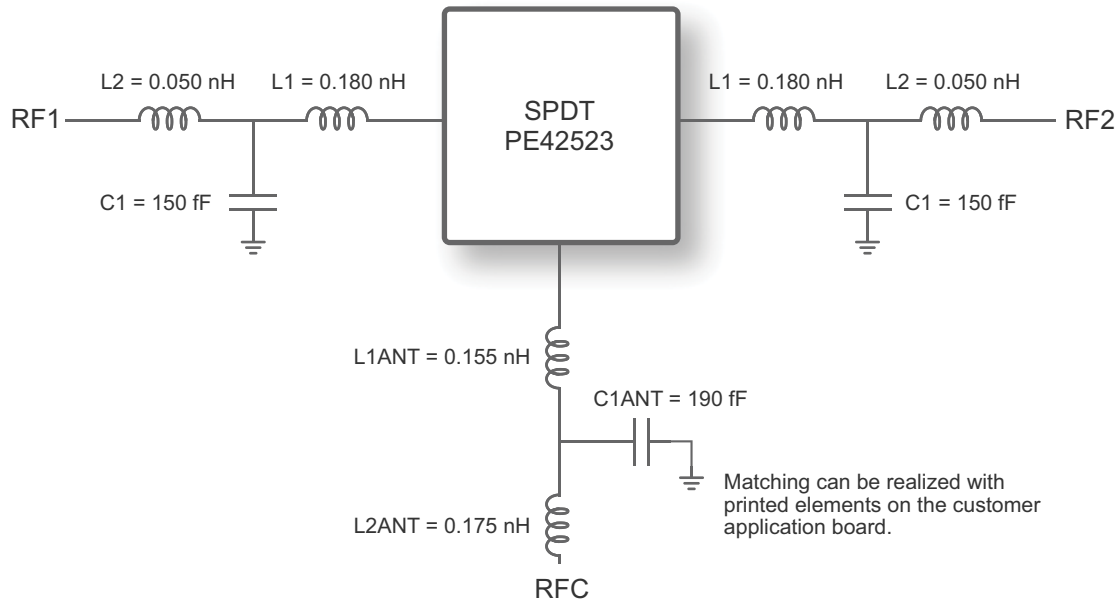 L2 = 0.050 nH
L1 = 0.180 nH
SPDT
PE42523
L1 = 0.180 nH
L2 = 0.050 nH
RF1
RF2
C1 = 150 fF
C1 = 150 fF
L1ANT = 0.155 nH
C1ANT = 190 fF
Matching can be realized with
printed elements on the customer
application board.
L2ANT = 0.175 nH
RFC